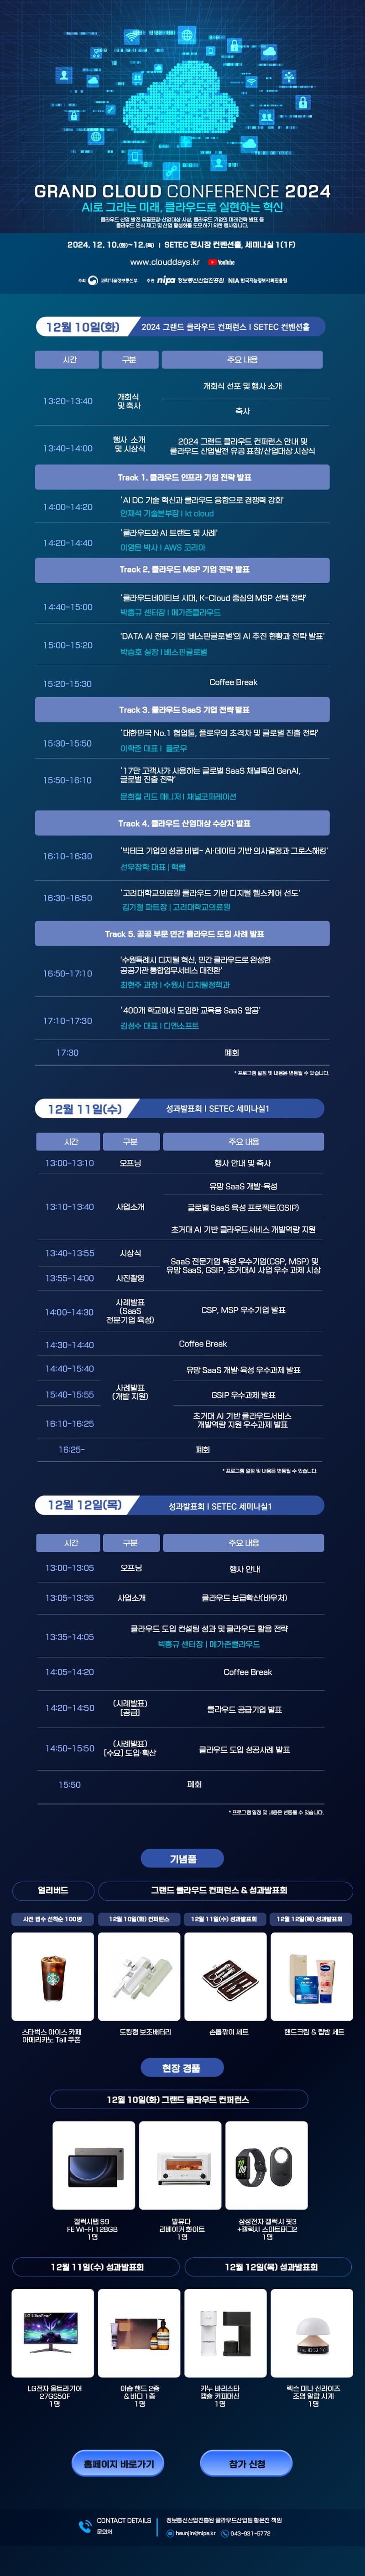 GRAND CLOUD CONFERENCE 2024
AI로 그리는 미래, 클라우드로 실현하는 혁신
클라우드 산업 발전 유공표창·산업대상 시상, 클라우드 기업의 미래전략 발표 등
클라우드 인식 제고 및 산업 활성화를 도모하기 위한 행사입니다.
2024. 12. 10.(화)~12.(목) I SETEC 전시장 컨벤션홀, 세미나실 1(1F)
www.clouddays.kr YouTube
주최 과학기술정보통신부 주관 nipa 정보통신산업진흥원 NIA 한국지능정보사회진흥원
12월 10일(화) 2024 그랜드 클라우드 컨퍼런스 I SETEC 컨벤션홀
시간 구분 주요 내용
13:20-13:40 개회식 및 축사 개회식 선포 및 행사 소개
축사
13:40-14:00 행사 소개 및 시상식 2024 그랜드 클라우드 컨퍼런스 안내 및
클라우드 산업발전 유공 표창/산업대상 시상식
Track 1. 클라우드 인프라 기업 전략 발표
14:00-14:20 'AI DC 기술 혁신과 클라우드 융합으로 경쟁력 강화'
안재석 기술본부장 I kt cloud
14:20-14:40 '클라우드와 AI 트랜드 및 사례'
이영은 박사 I AWS 코리아
Track 2. 클라우드 MSP 기업 전략 발표
14:40-15:00 '클라우드네이티브 시대, K-Cloud 중심의 MSP 선택 전략'
박흥규 센터장 I 메가존클라우드
15:00-15:20 'DATA AI 전문 기업 '베스핀글로벌'의 AI 추진 현황과 전략 발표'
박승호 실장 I 베스핀글로벌
15:20-15:30 Coffee Break
Track 3. 클라우드 SaaS 기업 전략 발표
15:30-15:50 '대한민국 No.1 협업툴, 플로우의 초격차 및 글로벌 진출 전략'
이학준 대표 I 플로우
15:50-16:10 '17만 고객사가 사용하는 글로벌 SaaS 채널톡의 GenAI,
글로벌 진출 전략'
문희철 리드 매니저 I 채널코퍼레이션
Track 4. 클라우드 산업대상 수상자 발표
16:10-16:30 '빅테크 기업의 성공 비법- AI·데이터 기반 의사결정과 그로스해킹'
선우창학 대표 | 핵클
16:30-16:50 '고려대학교의료원 클라우드 기반 디지털 헬스케어 선도'
김기철 파트장 | 고려대학교의료원
Track 5. 공공 부문 민간 클라우드 도입 사례 발표
16:50-17:10 '수원특례시 디지털 혁신, 민간 클라우드로 완성한
공공기관 통합업무서비스 대전환'
최현주 과장 I 수원시 디지털정책과
17:10-17:30 '400개 학교에서 도입한 교육용 SaaS 알공'
김성수 대표 I 디엔소프트
17:30 폐회
* 프로그램 일정 및 내용은 변동될 수 있습니다.
12월 11일(수) 성과발표회 I SETEC 세미나실1
시간 구분 주요 내용
13:00-13:10 오프닝 행사 안내 및 축사
13:10-13:40 사업소개 유망 SaaS 개발·육성
글로벌 SaaS 육성 프로젝트(GSIP)
초거대 AI 기반 클라우드서비스 개발역량 지원
13:40-13:55 시상식 SaaS 전문기업 육성 우수기업(CSP, MSP) 및
13:55-14:00 사진촬영 유망 SaaS, GSIP, 초거대AI 사업 우수 과제 시상
14:00-14:30 사례발표 (SaaS 전문기업 육성) CSP, MSP 우수기업 발표
14:30-14:40 Coffee Break
14:40-15:40 사례발표 (개발 지원) 유망 SaaS 개발·육성 우수과제 발표
15:40-15:55 GSIP 우수과제 발표
16:10-16:25 초거대 AI 기반 클라우드서비스
개발역량 지원 우수과제 발표
16:25- 폐회
* 프로그램 일정 및 내용은 변동될 수 있습니다.
12월 12일(목) 성과발표회 I SETEC 세미나실1
시간 구분 주요 내용
13:00-13:05 오프닝 행사 안내
13:05-13:35 사업소개 클라우드 보급확산(바우처)
13:35-14:05 클라우드 도입 컨설팅 성과 및 클라우드 활용 전략
박흥규 센터장 | 메가존클라우드
14:05-14:20 Coffee Break
14:20-14:50 (사례발표) [공급] 클라우드 공급기업 발표
14:50-15:50 (사례발표) [수요] 도입·확산 클라우드 도입 성공사례 발표
15:50 폐회
* 프로그램 일정 및 내용은 변동될 수 있습니다.
기념품
얼리버드 그랜드 클라우드 컨퍼런스 & 성과발표회
사전 접수 선착순 100명 12월 10일(화) 컨퍼런스 12월 11일(수) 성과발표회 12월 12일(목) 성과발표회
스타벅스 아이스 카페 아메리카노 Tall 쿠폰
도킹형 보조배터리
손톱깎이 세트
핸드크림 & 립밤 세트
현장 경품
12월 10일(화) 그랜드 클라우드 컨퍼런스
갤럭시탭 S9
FE Wi-Fi 128GB
1명
발뮤다
리베이커 화이트
1명
삼성전자 갤럭시 핏3
+갤럭시 스마트태그2
1명
12월 11일(수) 성과발표회 12월 12일(목) 성과발표회
LG UltraGear
LG전자 울트라기어
27GS50F
1명
이솝 핸드 2종
& 바디 1종
1명
카누 바리스타
캡슐 커피머신
1명
렉슨 미나 선라이즈
조명 알람 시계
1명
홈페이지 바로가기 참가 신청
CONTACT DETAILS
문의처
정보통신산업진흥원 클라우드산업팀 황은진 책임
heunjin@nipa.kr 043-931-5772